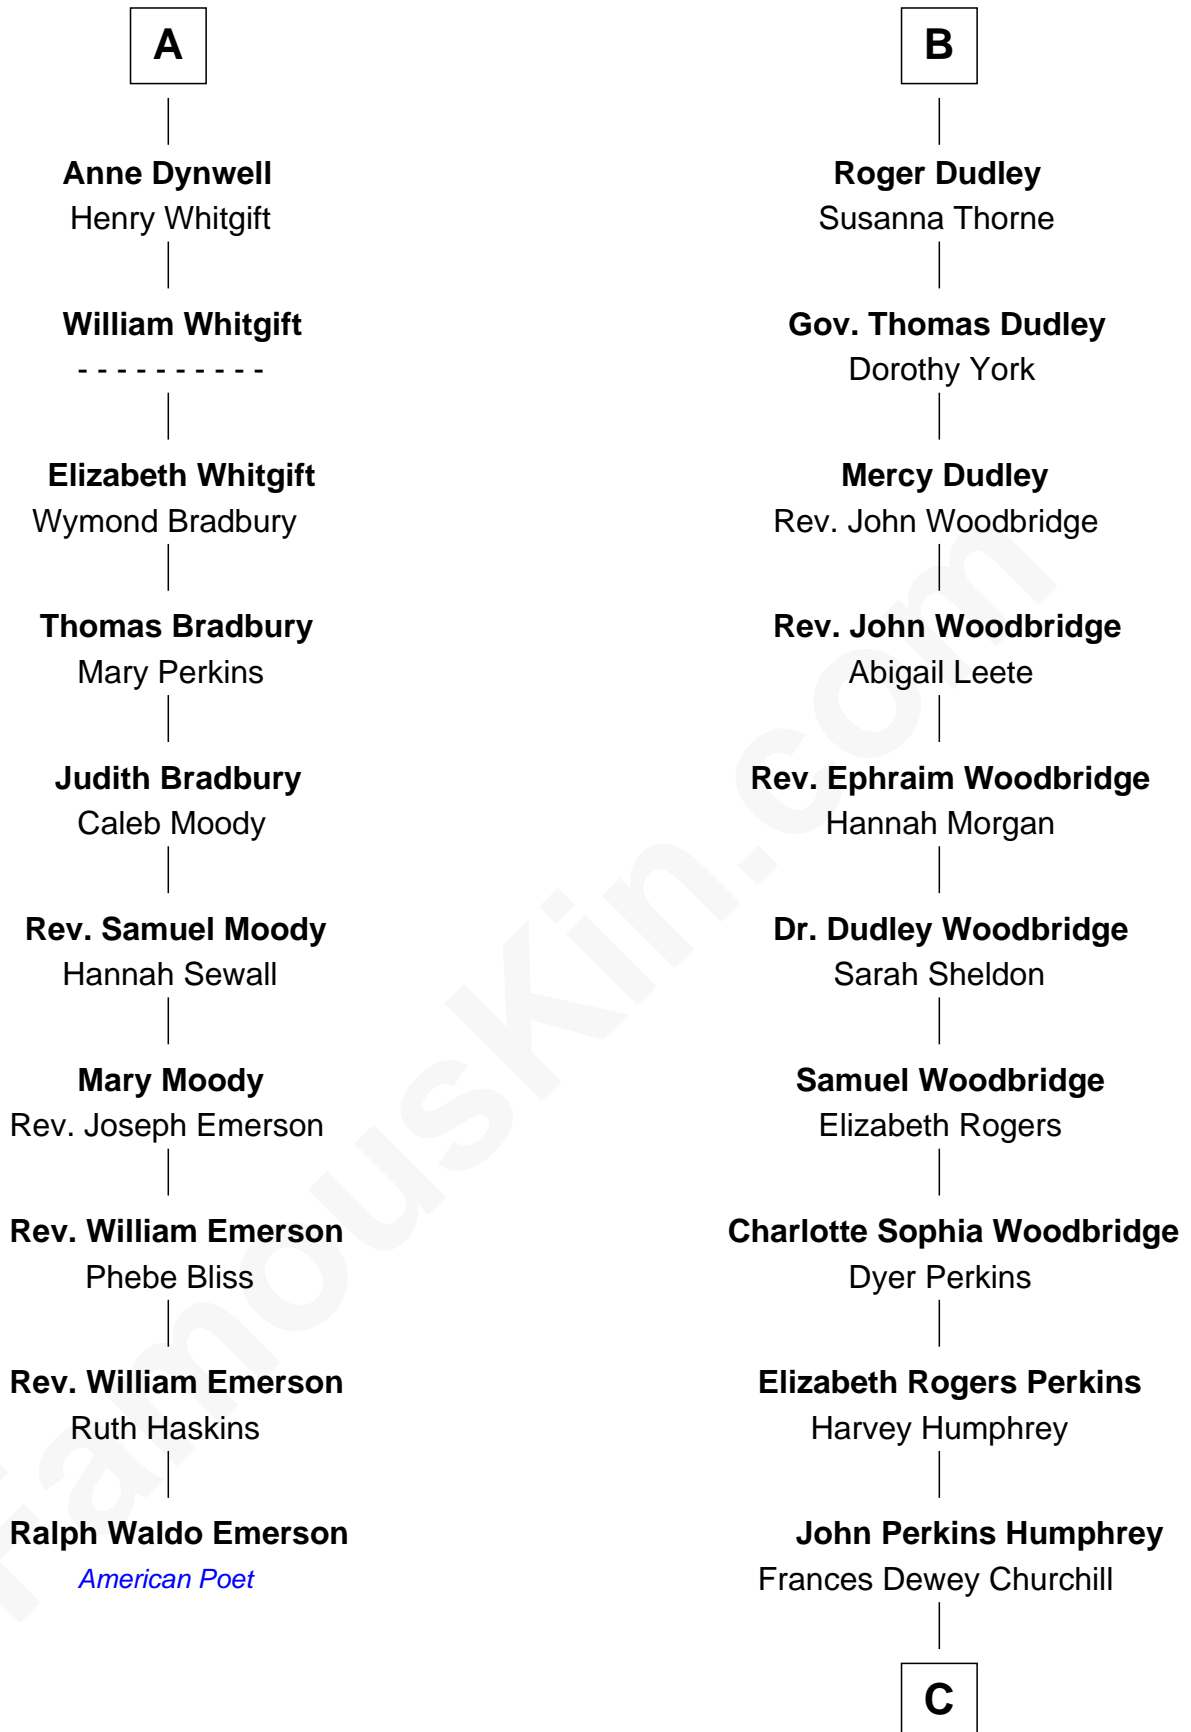 A
Anne Dynwell
Henry Whitgift
William Whitgift
- - - - - - - - - -
Elizabeth Whitgift
Wymond Bradbury
Thomas Bradbury
Mary Perkins
Judith Bradbury
Caleb Moody
Rev. Samuel Moody
Hannah Sewall
Mary Moody
Rev. Joseph Emerson
Rev. William Emerson
Phebe Bliss
Rev. William Emerson
Ruth Haskins
Ralph Waldo Emerson
American Poet
B
Roger Dudley
Susanna Thorne
Gov. Thomas Dudley
Dorothy York
Mercy Dudley
Rev. John Woodbridge
Rev. John Woodbridge
Abigail Leete
Rev. Ephraim Woodbridge
Hannah Morgan
Dr. Dudley Woodbridge
Sarah Sheldon
Samuel Woodbridge
Elizabeth Rogers
Charlotte Sophia Woodbridge
Dyer Perkins
Elizabeth Rogers Perkins
Harvey Humphrey
John Perkins Humphrey
Frances Dewey Churchill
C
FamousKin.com